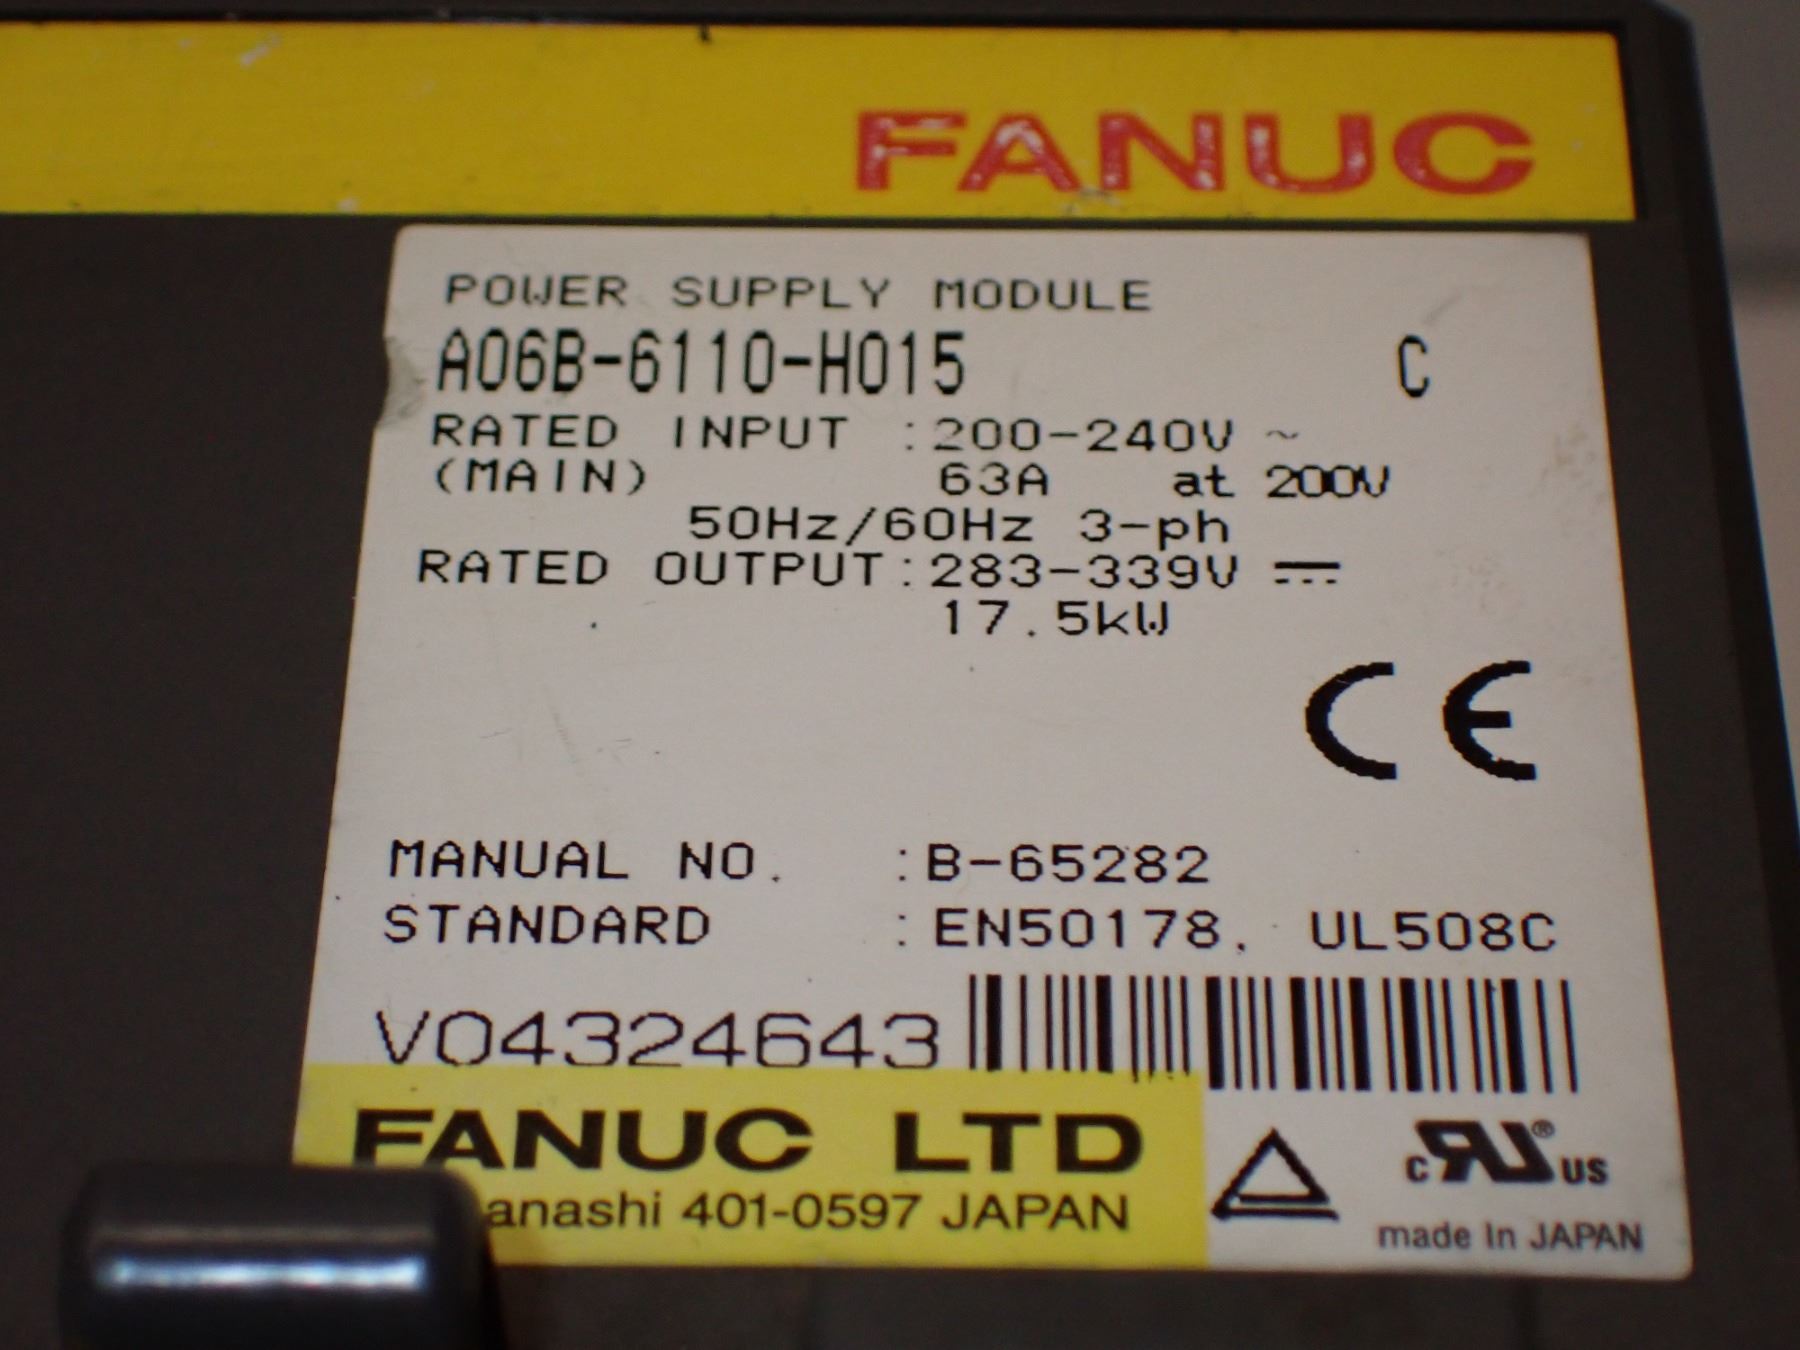 FANUC
POWER SUPPLY MODULE
A06B-6110-H015 C
RATED INPUT :200-240V ~
(MAIN) 63A at 200V
50Hz/60Hz 3-ph
RATED OUTPUT:283-339V ⎓
17.5kW
CE
MANUAL NO. :B-65282
STANDARD :EN50178. UL508C
V04324643
FANUC LTD
anashi 401-0597 JAPAN
c RU® US
made In JAPAN